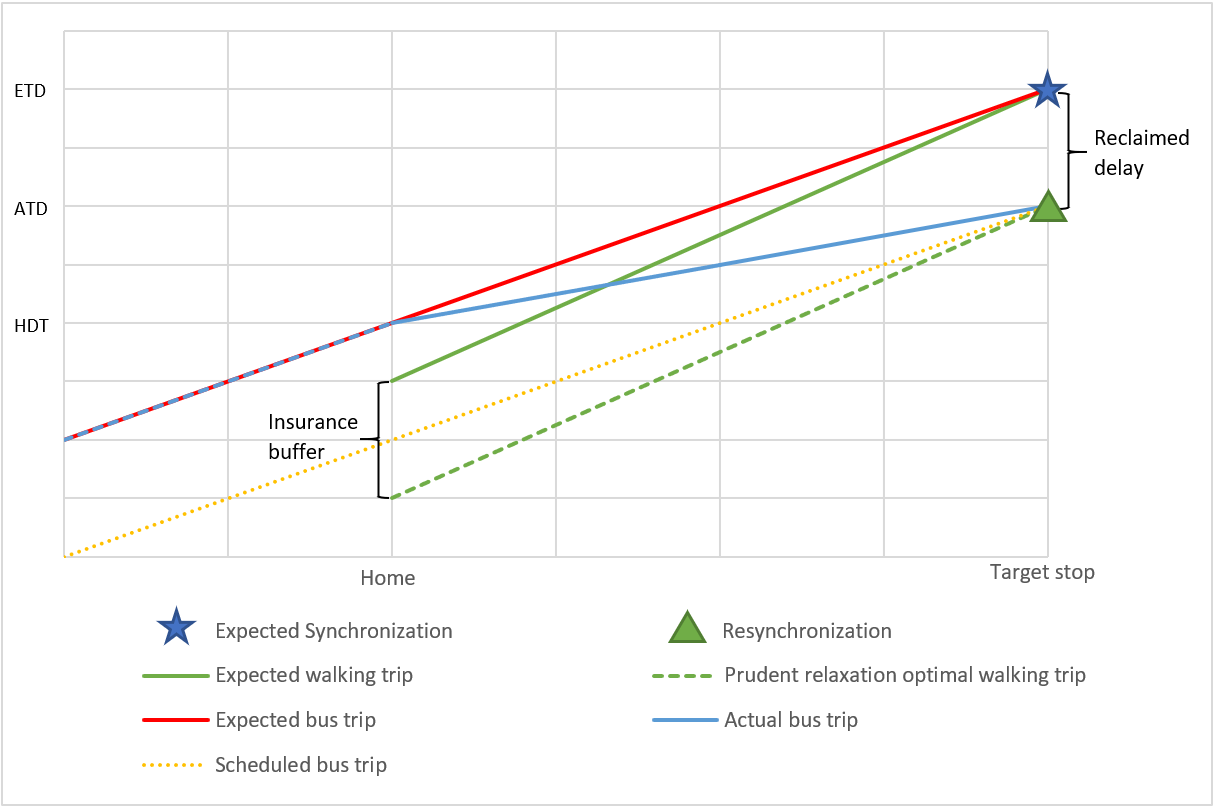 ETD
Reclaimed
delay
ATD
HDT
Insurance
buffer
Home
Target stop
Expected Synchronization
Resynchronization
Expected walking trip
Prudent relaxation optimal walking trip
Expected bus trip
Actual bus trip
Scheduled bus trip